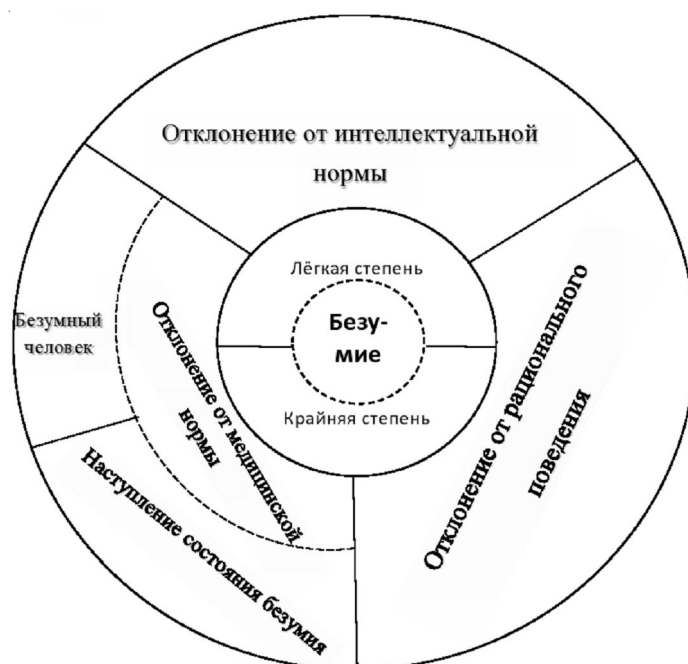 Отклонение от интеллектуальной
нормы
Лёгкая степень
Безу-
мие
Крайняя степень
Безумный
человек
Отклонение от медицинской
нормы
Наступление состояния безумия
Отклонение от рационального
поведения